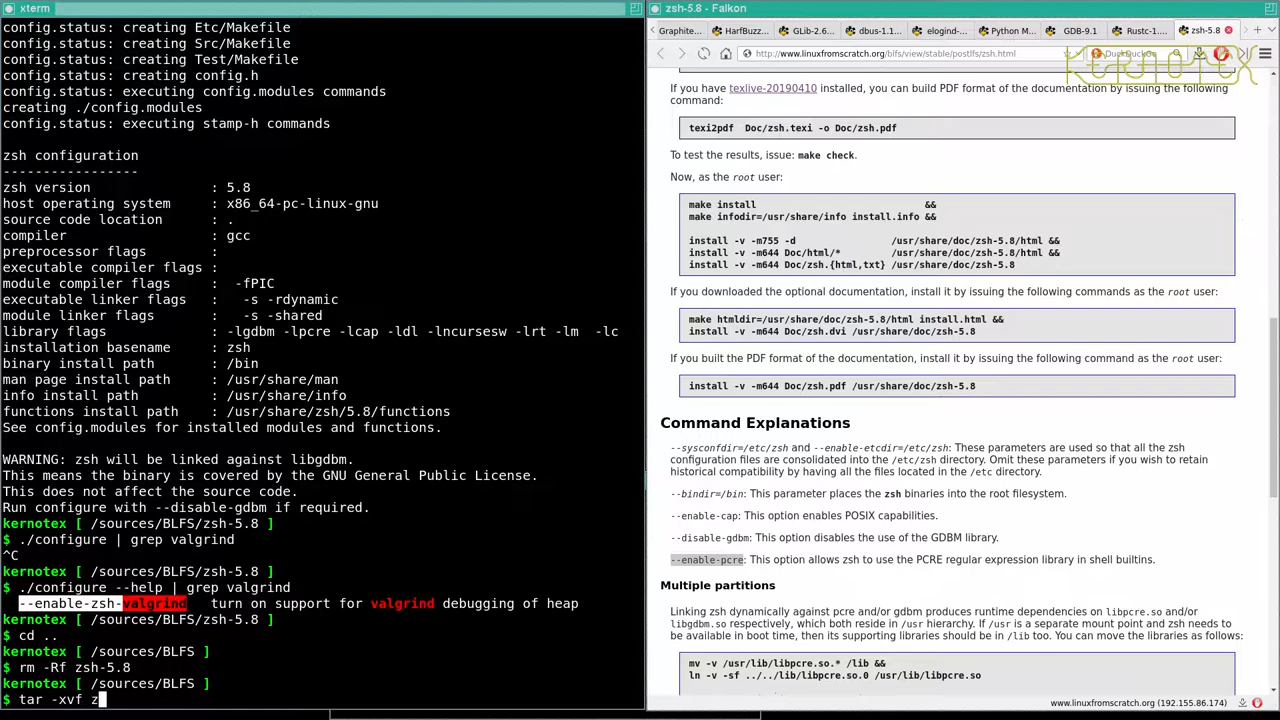 xterm
config.status: creating Etc/Makefile
config.status: creating Src/Makefile
config.status: creating Test/Makefile
config.status: creating config.h
config.status: executing config.modules commands
creating ./config.modules
config.status: executing stamp-h commands
zsh configuration
-----------------
zsh version : 5.8
host operating system : x86_64-pc-linux-gnu
source code location : .
compiler : gcc
preprocessor flags :
executable compiler flags :
module compiler flags : -fPIC
executable linker flags : -s -rdynamic
module linker flags : -s -shared
library flags : -lgdbm -lpcre -lcap -ldl -lncursesw -lrt -lm -lc
installation basename : zsh
binary install path : /bin
man page install path : /usr/share/man
info install path : /usr/share/info
functions install path : /usr/share/zsh/5.8/functions
See config.modules for installed modules and functions.
WARNING: zsh will be linked against libgdbm.
This means the binary is covered by the GNU General Public License.
This does not affect the source code.
Run configure with --disable-gdbm if required.
kernotex [ /sources/BLFS/zsh-5.8 ]
$ ./configure | grep valgrind
^C
kernotex [ /sources/BLFS/zsh-5.8 ]
$ ./configure --help | grep valgrind
--enable-zsh-valgrind turn on support for valgrind debugging of heap
kernotex [ /sources/BLFS/zsh-5.8 ]
$ cd ..
kernotex [ /sources/BLFS ]
$ rm -Rf zsh-5.8
kernotex [ /sources/BLFS ]
$ tar -xvf z
zsh-5.8 - Falkon
Graphite... HarfBuzz... GLib-2.6... dbus-1.1... elogind-... Python M... GDB-9.1 Rustc-1.... zsh-5.8
http://www.linuxfromscratch.org/blfs/view/stable/postlfs/zsh.html DuckDuckGo
KERNOTEX
If you have texlive-20190410 installed, you can build PDF format of the documentation by issuing the following
command:
texi2pdf Doc/zsh.texi -o Doc/zsh.pdf
To test the results, issue: make check.
Now, as the root user:
make install &&
make infodir=/usr/share/info install.info &&
install -v -m755 -d /usr/share/doc/zsh-5.8/html &&
install -v -m644 Doc/html/* /usr/share/doc/zsh-5.8/html &&
install -v -m644 Doc/zsh.{html,txt} /usr/share/doc/zsh-5.8
If you downloaded the optional documentation, install it by issuing the following commands as the root user:
make htmldir=/usr/share/doc/zsh-5.8/html install.html &&
install -v -m644 Doc/zsh.dvi /usr/share/doc/zsh-5.8
If you built the PDF format of the documentation, install it by issuing the following command as the root user:
install -v -m644 Doc/zsh.pdf /usr/share/doc/zsh-5.8
Command Explanations
--sysconfdir=/etc/zsh and --enable-etcdir=/etc/zsh: These parameters are used so that all the zsh
configuration files are consolidated into the /etc/zsh directory. Omit these parameters if you wish to retain
historical compatibility by having all the files located in the /etc directory.
--bindir=/bin: This parameter places the zsh binaries into the root filesystem.
--enable-cap: This option enables POSIX capabilities.
--disable-gdbm: This option disables the use of the GDBM library.
--enable-pcre: This option allows zsh to use the PCRE regular expression library in shell builtins.
Multiple partitions
Linking zsh dynamically against pcre and/or gdbm produces runtime dependencies on libpcre.so and/or
libgdbm.so respectively, which both reside in /usr hierarchy. If /usr is a separate mount point and zsh needs to
be available in boot time, then its supporting libraries should be in /lib too. You can move the libraries as follows:
mv -v /usr/lib/libpcre.so.* /lib &&
ln -v -sf ../../lib/libpcre.so.0 /usr/lib/libpcre.so
www.linuxfromscratch.org (192.155.86.174)